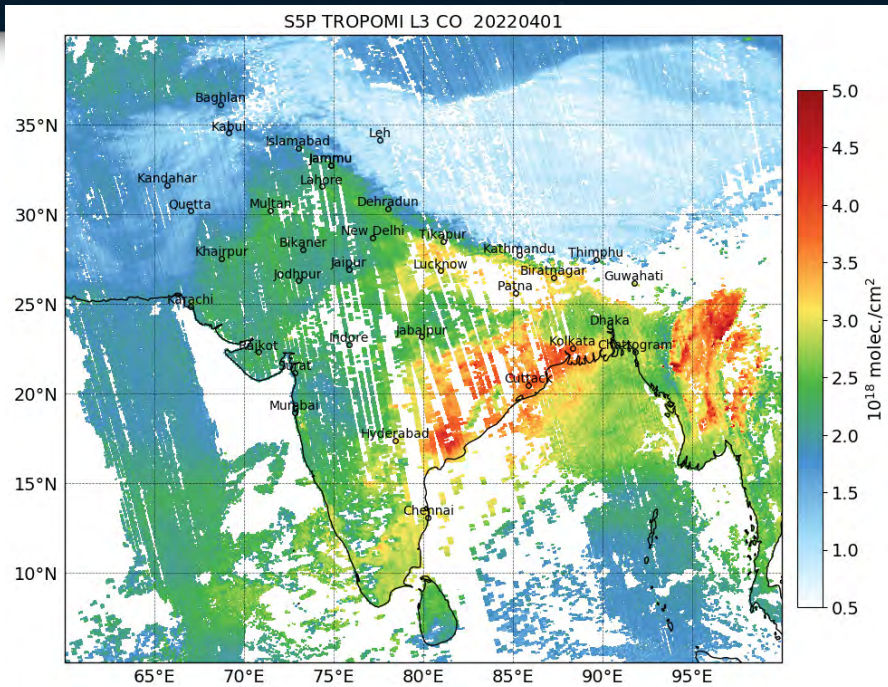 S5P TROPOMI L3 CO 20220401
5.0
Baghlan
35°N
Kabul
4.5
Islamabad
Leh
Jammu
Kandahar
Lahore
4.0
30°N
Quetta
Multan
Dehradun
New Delhi
Tikapur
Khairpur
Bikaner
Kathmandu
Thimphu
3.5
Jaipur
Lucknow
Biratnagar
Jodhpur
Patna
Guwahati
25°N
Karachi
3.0
Dhaka
Indore
Jabalpur
Kolkata
Chattogram
Rajkot
2.5
Surat
Cuttack
20°N
Mumbai
2.0
Hyderabad
15°N
1.5
Chennai
1.0
10°N
0.5
65°E
70°E
75°E
80°E
85°E
90°E
95°E
10¹⁸ molec./cm²